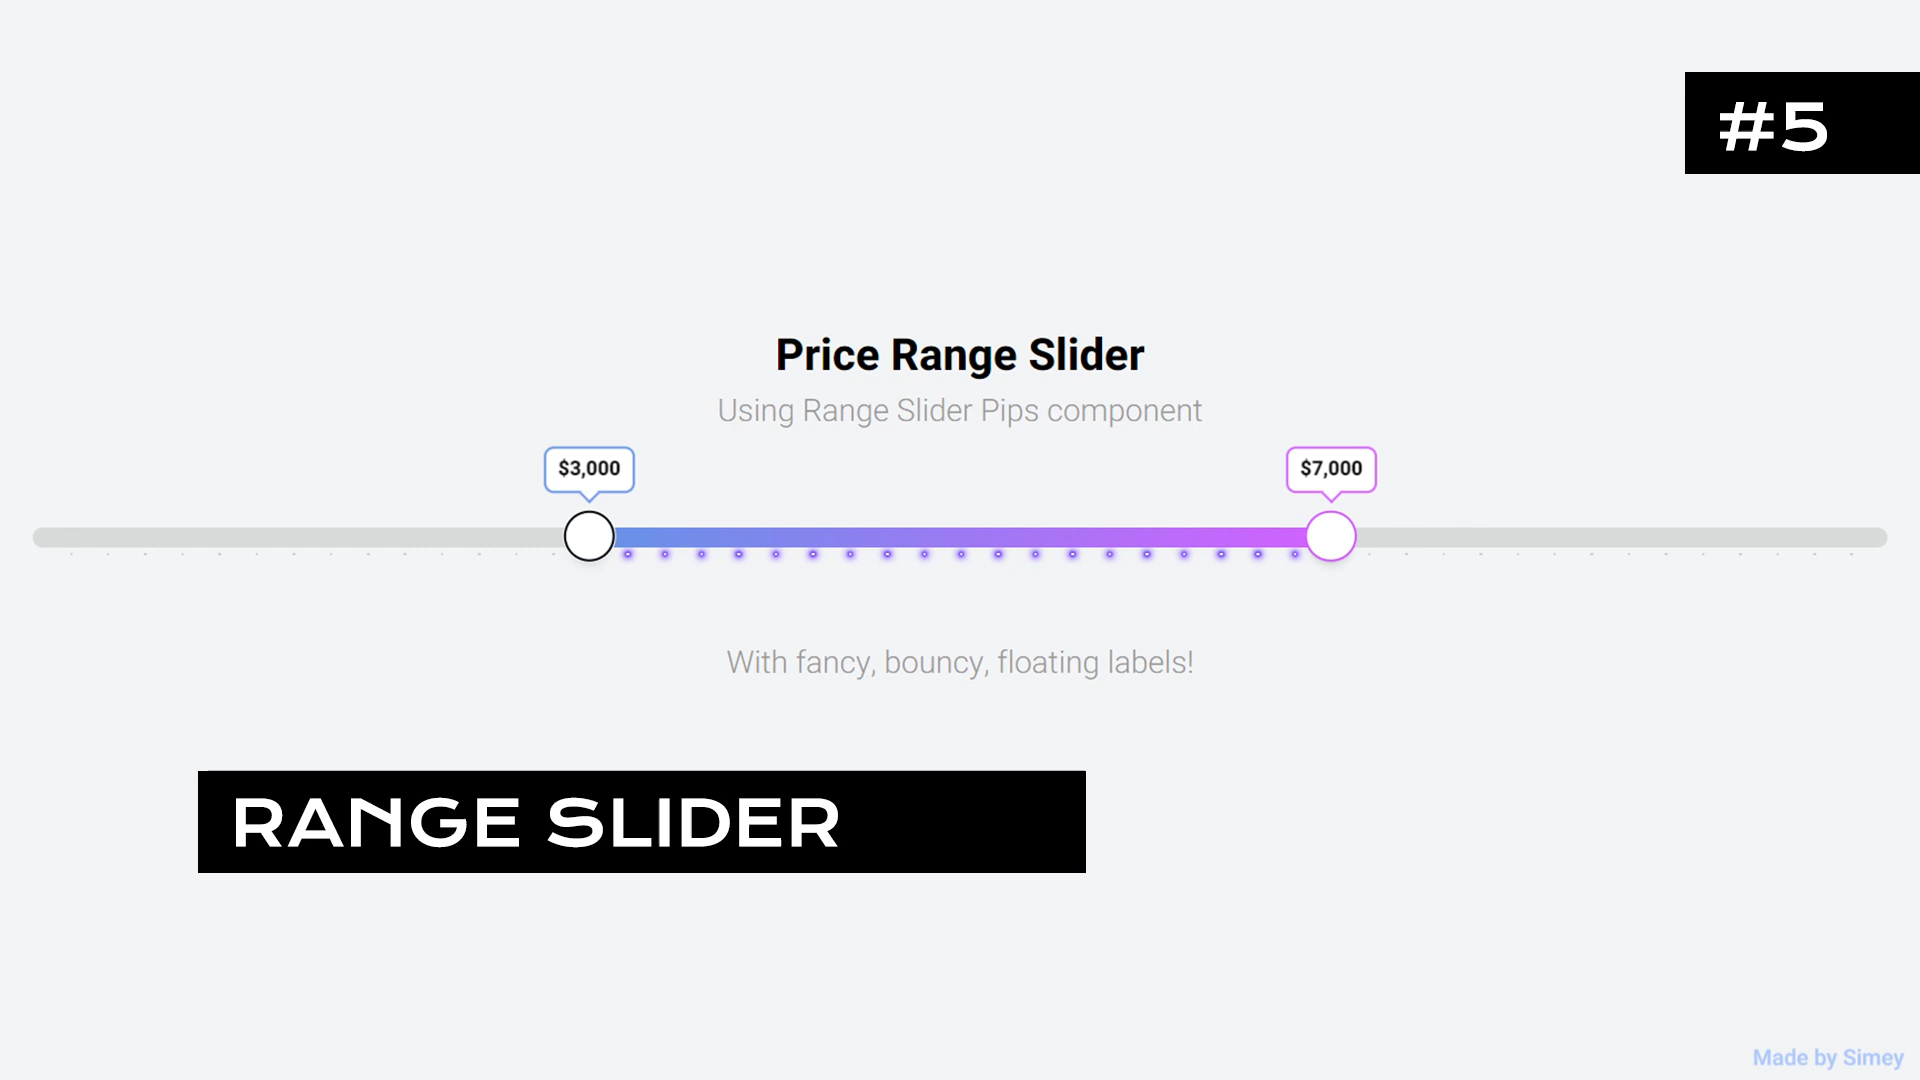 #5
Price Range Slider
Using Range Slider Pips component
$3,000
$7,000
With fancy, bouncy, floating labels!
RANGE SLIDER
Made by Simey